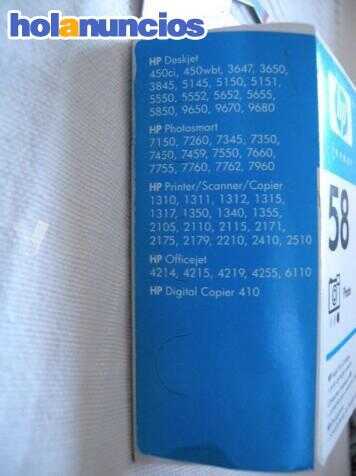 holanuncios
HP Deskjet
450ci, 450wbt, 3647, 3650,
3845, 5145, 5150, 5151,
5550, 5552, 5652, 5655,
5850, 9650, 9670, 9680
HP Photosmart
7150, 7260, 7345, 7350,
7450, 7459, 7550, 7660,
7755, 7760, 7762, 7960
HP Printer/Scanner/Copier
1310, 1311, 1312, 1315,
1317, 1350, 1340, 1355,
2105, 2110, 2115, 2171,
2175, 2179, 2210, 2410, 2510
HP Officejet
4214, 4215, 4219, 4255, 6110
HP Digital Copier 410
hp
58
Photo